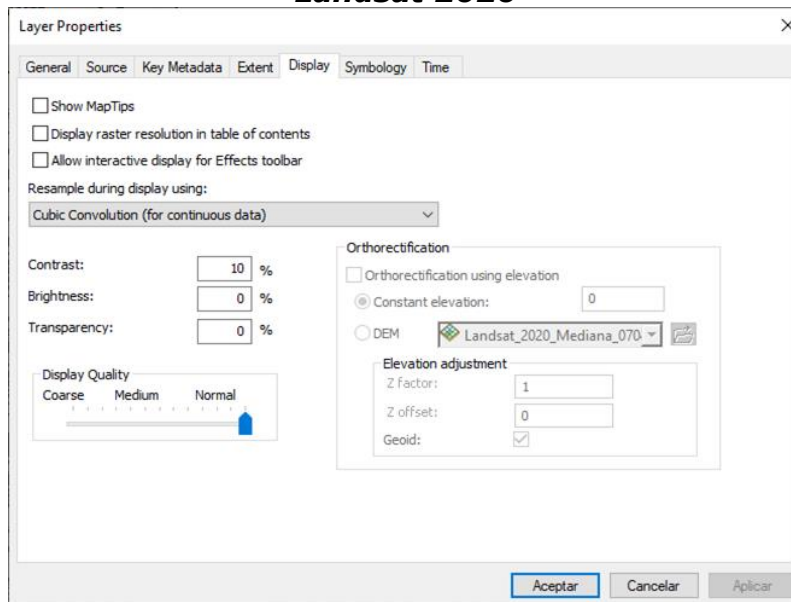 Landsat 2020
Layer Properties
General Source Key Metadata Extent Display Symbology Time
Show MapTips
Display raster resolution in table of contents
Allow interactive display for Effects toolbar
Resample during display using:
Cubic Convolution (for continuous data)
Contrast: 10 %
Brightness: 0 %
Transparency: 0 %
Display Quality
Coarse Medium Normal
Orthorectification
Orthorectification using elevation
Constant elevation: 0
DEM Landsat_2020_Mediana_070
Elevation adjustment
Z factor: 1
Z offset: 0
Geoid:
Aceptar Cancelar Aplicar